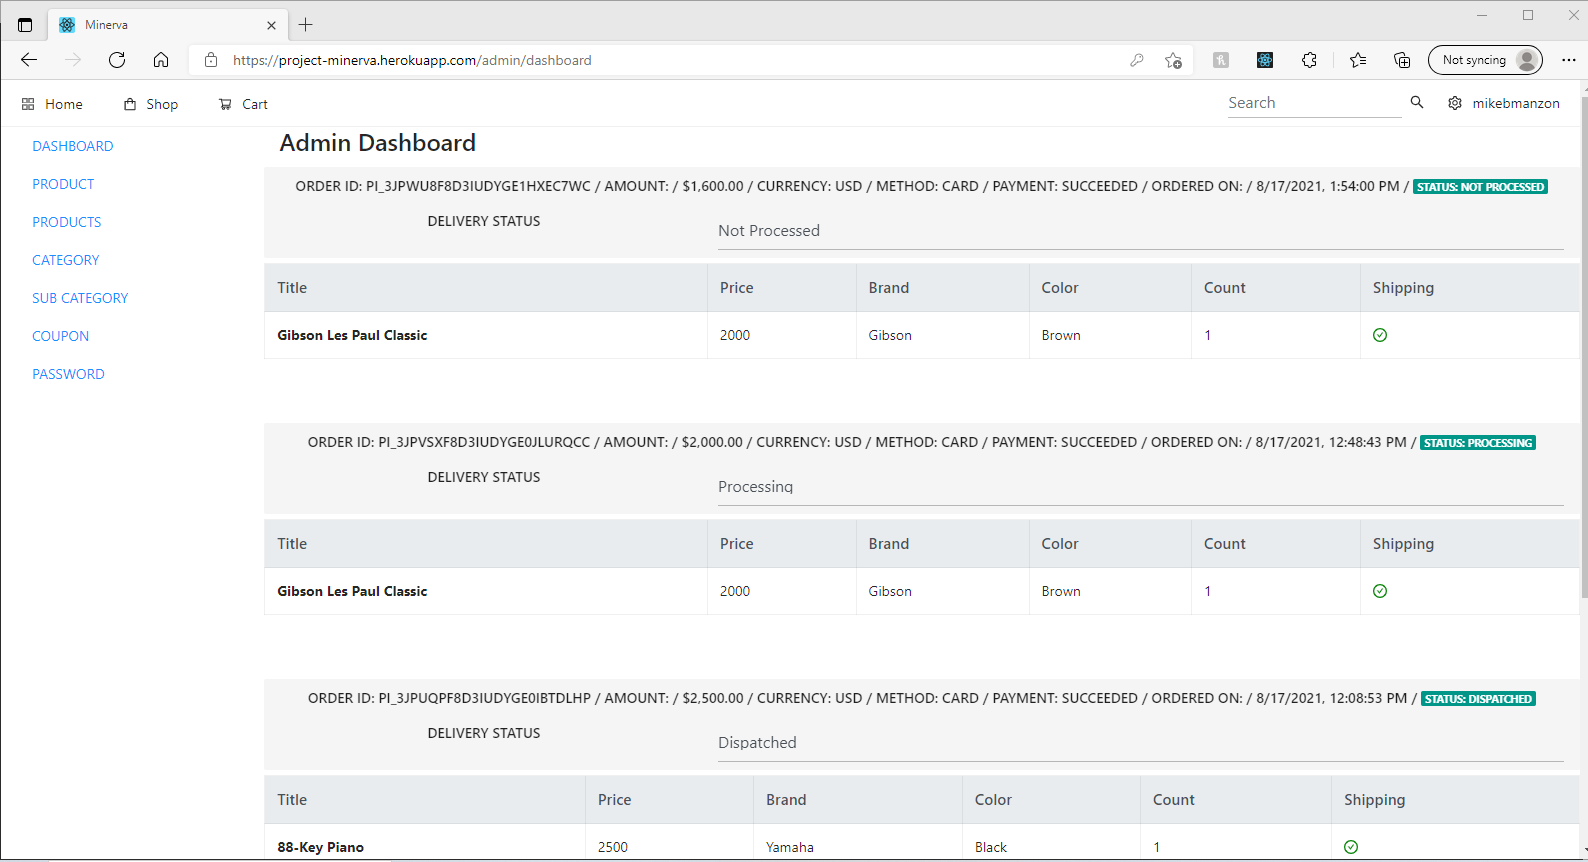 Minerva
https://project-minerva.herokuapp.com/admin/dashboard
Not syncing
Home
Shop
Cart
Search
mikebmanzon
DASHBOARD
PRODUCT
PRODUCTS
CATEGORY
SUB CATEGORY
COUPON
PASSWORD
Admin Dashboard
ORDER ID: PI_3JPWU8F8D3IUDYGE1HXEC7WC / AMOUNT: / $1,600.00 / CURRENCY: USD / METHOD: CARD / PAYMENT: SUCCEEDED / ORDERED ON: / 8/17/2021, 1:54:00 PM / STATUS: NOT PROCESSED
DELIVERY STATUS
Not Processed
Title Price Brand Color Count Shipping
Gibson Les Paul Classic 2000 Gibson Brown 1
ORDER ID: PI_3JPVSXF8D3IUDYGE0JLURQCC / AMOUNT: / $2,000.00 / CURRENCY: USD / METHOD: CARD / PAYMENT: SUCCEEDED / ORDERED ON: / 8/17/2021, 12:48:43 PM / STATUS: PROCESSING
DELIVERY STATUS
Processing
Title Price Brand Color Count Shipping
Gibson Les Paul Classic 2000 Gibson Brown 1
ORDER ID: PI_3JPUQPF8D3IUDYGE0IBTDLHP / AMOUNT: / $2,500.00 / CURRENCY: USD / METHOD: CARD / PAYMENT: SUCCEEDED / ORDERED ON: / 8/17/2021, 12:08:53 PM / STATUS: DISPATCHED
DELIVERY STATUS
Dispatched
Title Price Brand Color Count Shipping
88-Key Piano 2500 Yamaha Black 1